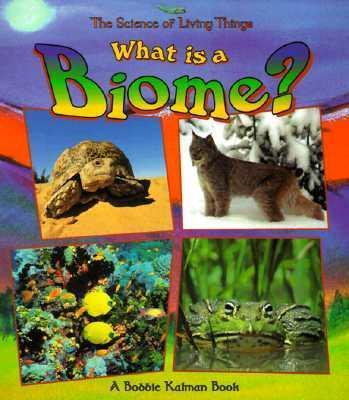 The Science of Living Things
What is a
Biome?
A Bobbie Kalman Book